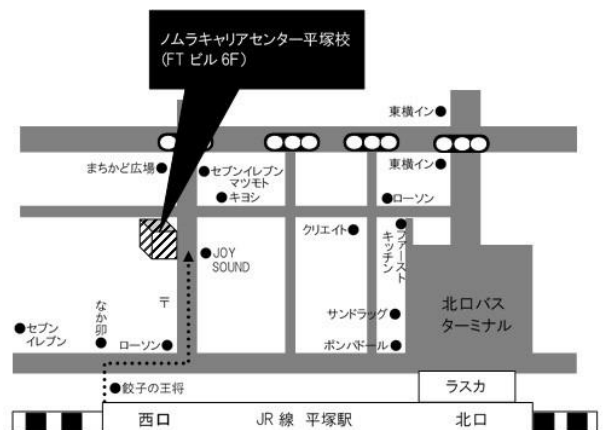 ノムラキャリアセンター平塚校
(FT ビル 6F)
東横イン
まちかど広場
セブンイレブン
マツモト
キヨシ
東横イン
ローソン
クリエイト
ファースト
キッチン
JOY
SOUND
〒
なか卯
セブン
イレブン
ローソン
サンドラッグ
ポンパドール
北口バス
ターミナル
餃子の王将
ラスカ
西口
JR 線 平塚駅
北口